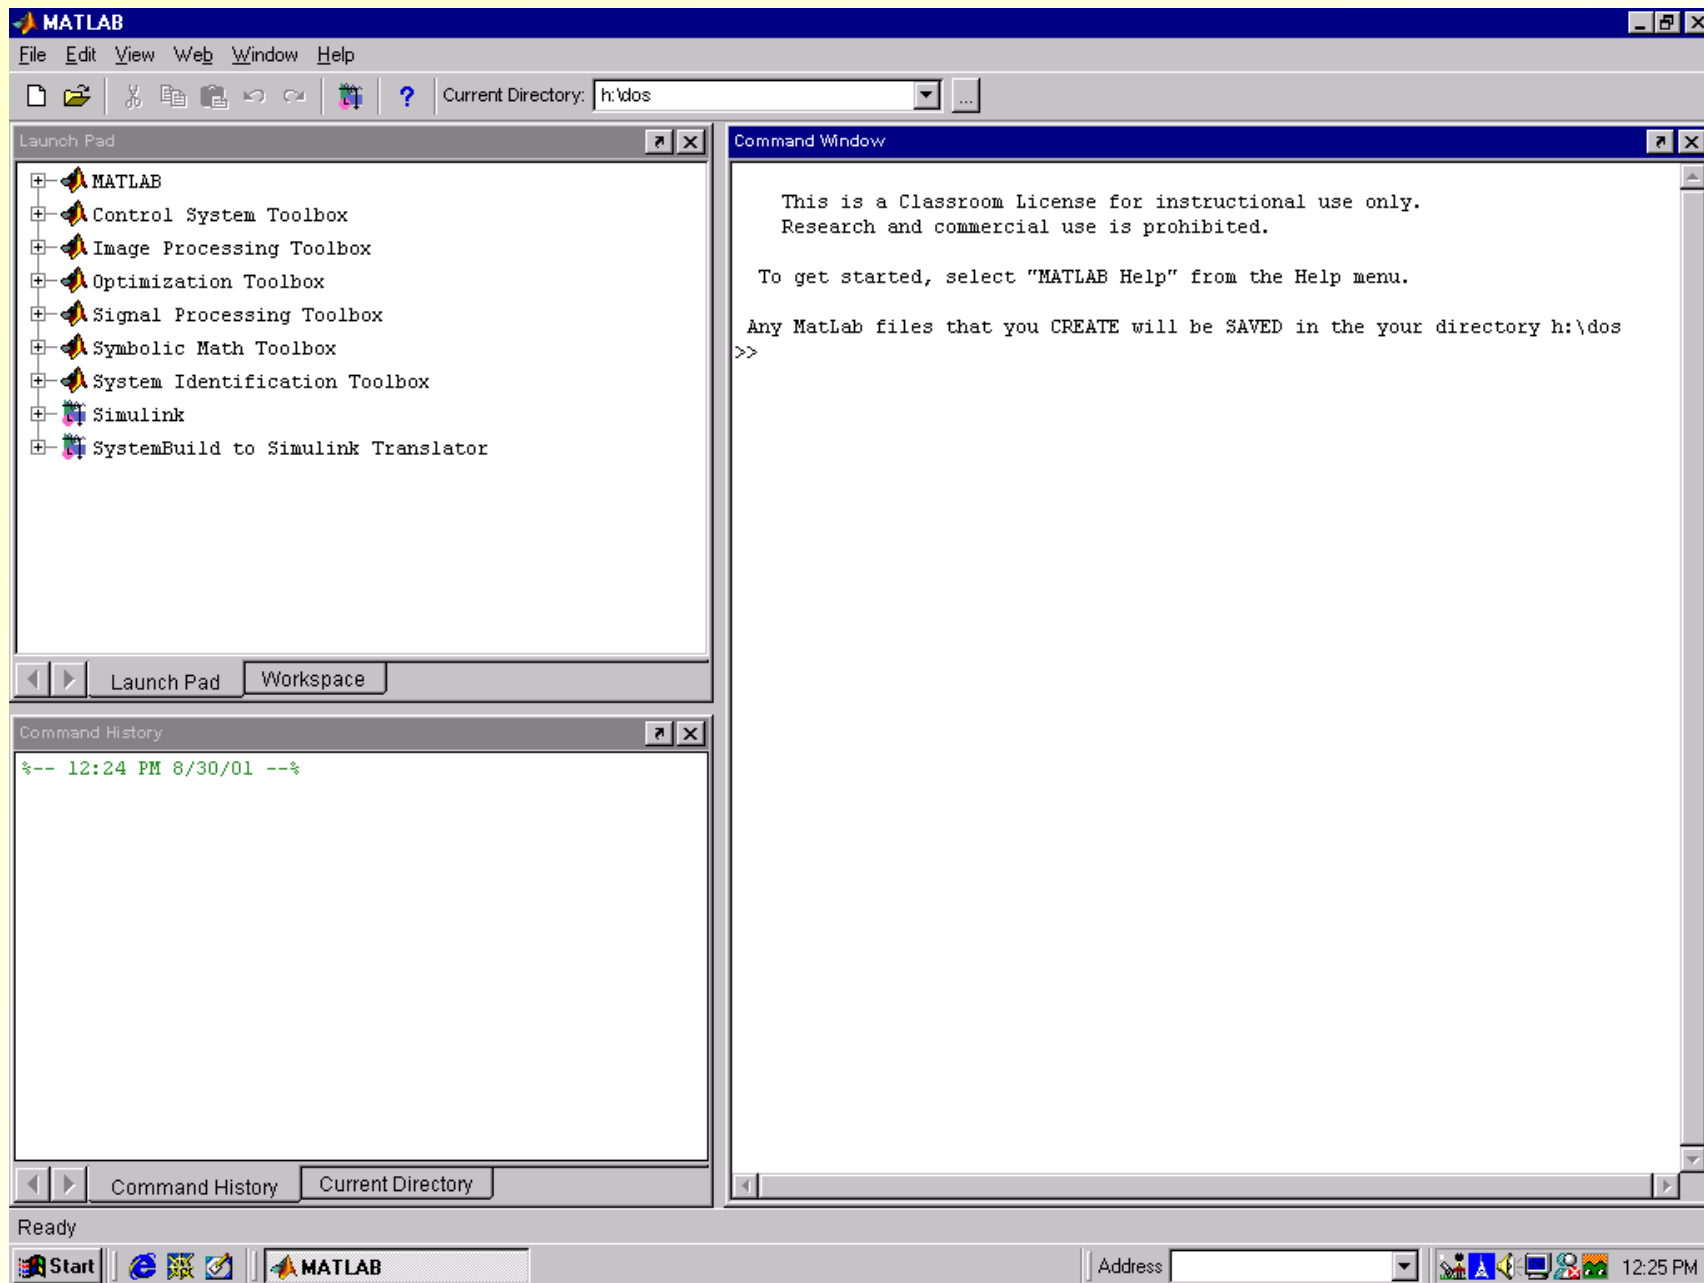 MATLAB
File Edit View Web Window Help
Current Directory: h:\dos
...
Launch Pad
MATLAB
Control System Toolbox
Image Processing Toolbox
Optimization Toolbox
Signal Processing Toolbox
Symbolic Math Toolbox
System Identification Toolbox
Simulink
SystemBuild to Simulink Translator
Launch Pad Workspace
Command History
%-- 12:24 PM 8/30/01 --%
Command History Current Directory
Command Window
This is a Classroom License for instructional use only.
Research and commercial use is prohibited.
To get started, select "MATLAB Help" from the Help menu.
Any MatLab files that you CREATE will be SAVED in the your directory h:\dos
>>
Ready
Start MATLAB Address 12:25 PM